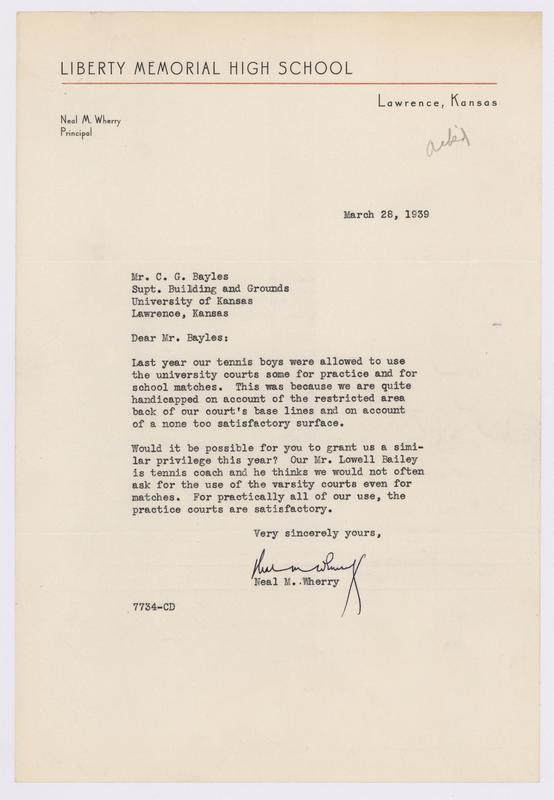 LIBERTY MEMORIAL HIGH SCHOOL
Lawrence, Kansas
Neal M. Wherry
Principal
ack'd
March 28, 1939
Mr. C. G. Bayles
Supt. Building and Grounds
University of Kansas
Lawrence, Kansas
Dear Mr. Bayles:
Last year our tennis boys were allowed to use
the university courts some for practice and for
school matches. This was because we are quite
handicapped on account of the restricted area
back of our court's base lines and on account
of a none too satisfactory surface.
Would it be possible for you to grant us a simi-
lar privilege this year? Our Mr. Lowell Bailey
is tennis coach and he thinks we would not often
ask for the use of the varsity courts even for
matches. For practically all of our use, the
practice courts are satisfactory.
Very sincerely yours,
Neal M Wherry
Neal M. Wherry
7734-CD